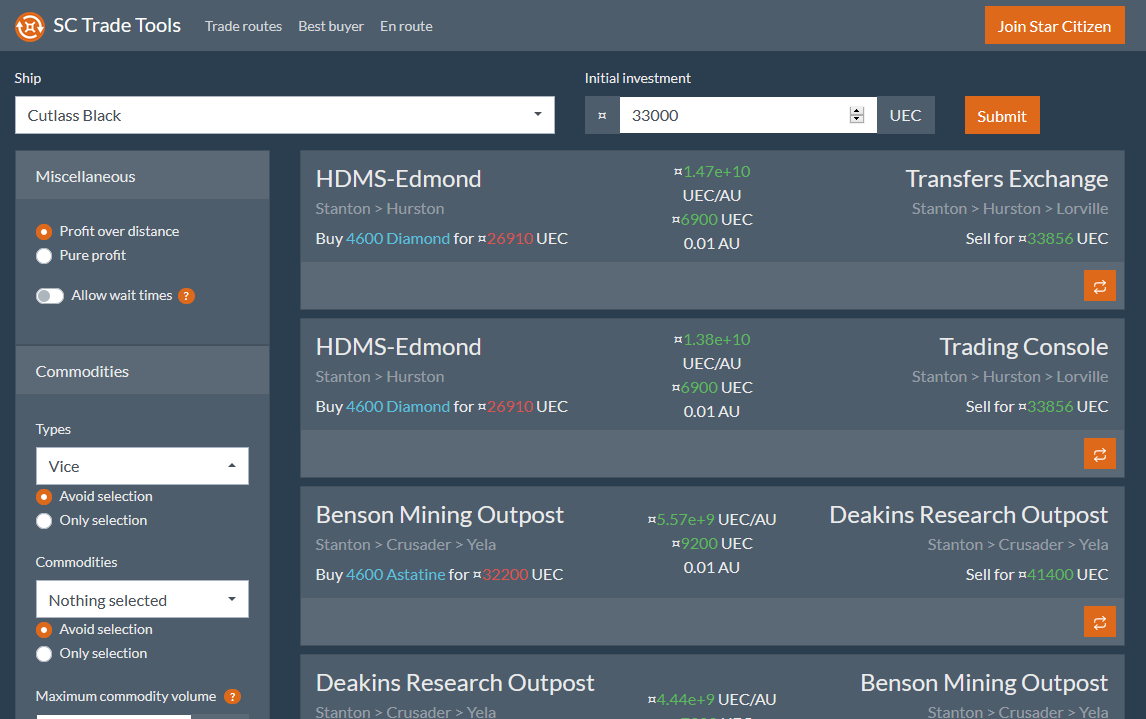 SC Trade Tools Trade routes Best buyer En route Join Star Citizen
Ship
Cutlass Black
Initial investment
¤ 33000 UEC
Submit
Miscellaneous
Profit over distance
Pure profit
Allow wait times ?
Commodities
Types
Vice
Avoid selection
Only selection
Commodities
Nothing selected
Avoid selection
Only selection
Maximum commodity volume ?
HDMS-Edmond
Stanton > Hurston
Buy 4600 Diamond for ¤26910 UEC
¤1.47e+10
UEC/AU
¤6900 UEC
0.01 AU
Transfers Exchange
Stanton > Hurston > Lorville
Sell for ¤33856 UEC
HDMS-Edmond
Stanton > Hurston
Buy 4600 Diamond for ¤26910 UEC
¤1.38e+10
UEC/AU
¤6900 UEC
0.01 AU
Trading Console
Stanton > Hurston > Lorville
Sell for ¤33856 UEC
Benson Mining Outpost
Stanton > Crusader > Yela
Buy 4600 Astatine for ¤32200 UEC
¤5.57e+9 UEC/AU
¤9200 UEC
0.01 AU
Deakins Research Outpost
Stanton > Crusader > Yela
Sell for ¤41400 UEC
Deakins Research Outpost
Stanton > Crusader > Yela
¤4.44e+9 UEC/AU
UEC
Benson Mining Outpost
Stanton > Crusader > Yela